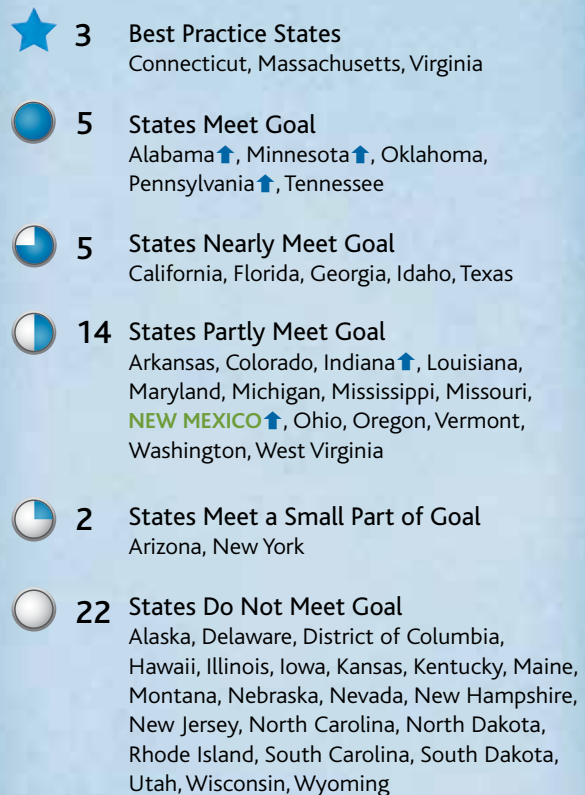 3 Best Practice States
Connecticut, Massachusetts, Virginia
5 States Meet Goal
Alabama⬆, Minnesota⬆, Oklahoma,
Pennsylvania⬆, Tennessee
5 States Nearly Meet Goal
California, Florida, Georgia, Idaho, Texas
14 States Partly Meet Goal
Arkansas, Colorado, Indiana⬆, Louisiana,
Maryland, Michigan, Mississippi, Missouri,
NEW MEXICO⬆, Ohio, Oregon, Vermont,
Washington, West Virginia
2 States Meet a Small Part of Goal
Arizona, New York
22 States Do Not Meet Goal
Alaska, Delaware, District of Columbia,
Hawaii, Illinois, Iowa, Kansas, Kentucky, Maine,
Montana, Nebraska, Nevada, New Hampshire,
New Jersey, North Carolina, North Dakota,
Rhode Island, South Carolina, South Dakota,
Utah, Wisconsin, Wyoming